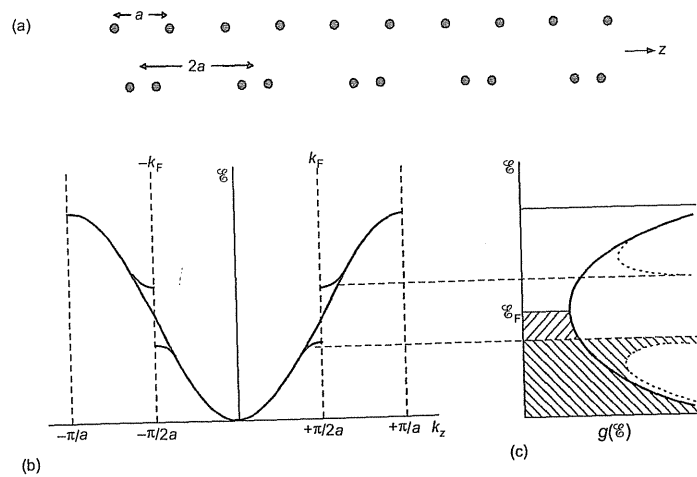 (a)
a
z
2a
−k_F
ℰ
k_F
ℰ
ℰ_F
−π/a
−π/2a
+π/2a
+π/a
k_z
g(ℰ)
(b)
(c)